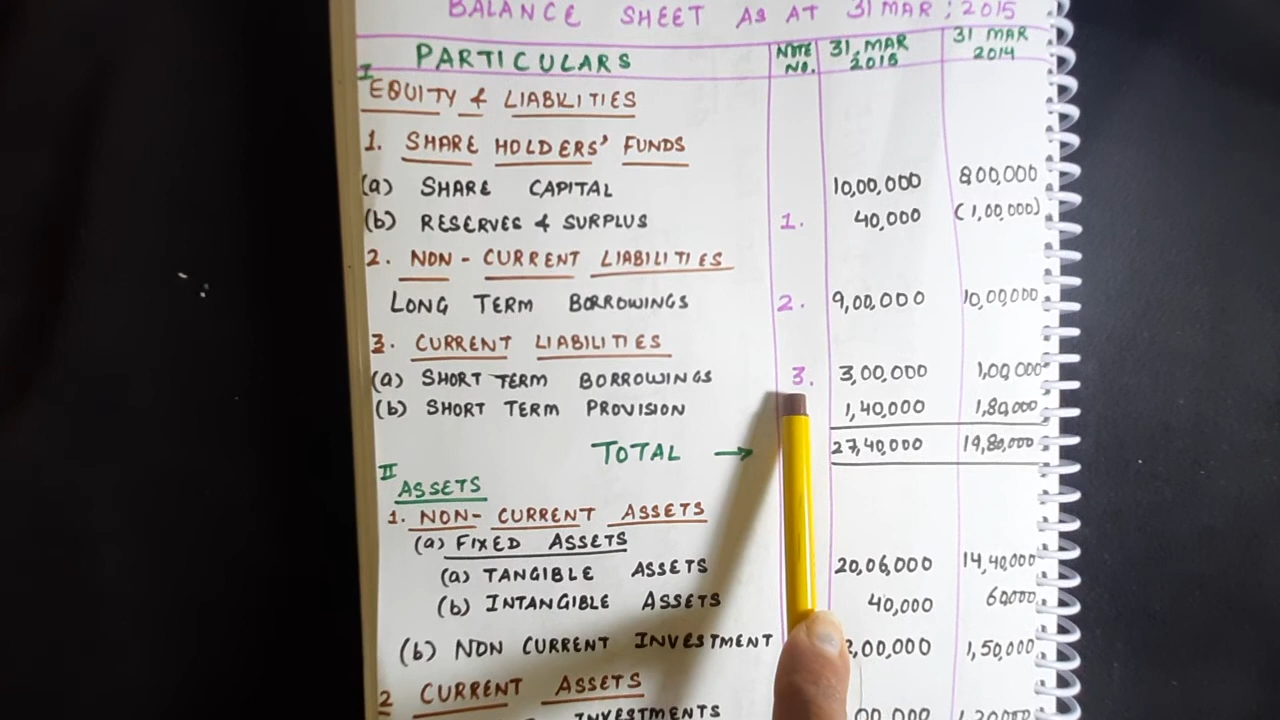 BALANCE SHEET AS AT 31 MAR; 2015
PARTICULARS NOTE NO. 31, MAR 2015 31 MAR 2014
I
EQUITY & LIABILITIES
1. SHARE HOLDERS' FUNDS
(a) SHARE CAPITAL 10,00,000 800,000
(b) RESERVES & SURPLUS 1. 40,000 (1,00,000)
2. NON - CURRENT LIABILITIES
LONG TERM BORROWINGS 2. 9,00,000 10,00,000
3. CURRENT LIABILITIES
(a) SHORT TERM BORROWINGS 3. 3,00,000 1,00,000
(b) SHORT TERM PROVISION 1,40,000 1,80,000
TOTAL → 27,40,000 19,80,000
II
ASSETS
1. NON- CURRENT ASSETS
(a) FIXED ASSETS
(a) TANGIBLE ASSETS 20,06,000 14,40,000
(b) INTANGIBLE ASSETS 40,000 60,000
(b) NON CURRENT INVESTMENT 2,00,000 1,50,000
2 CURRENT ASSETS
INVESTMENTS